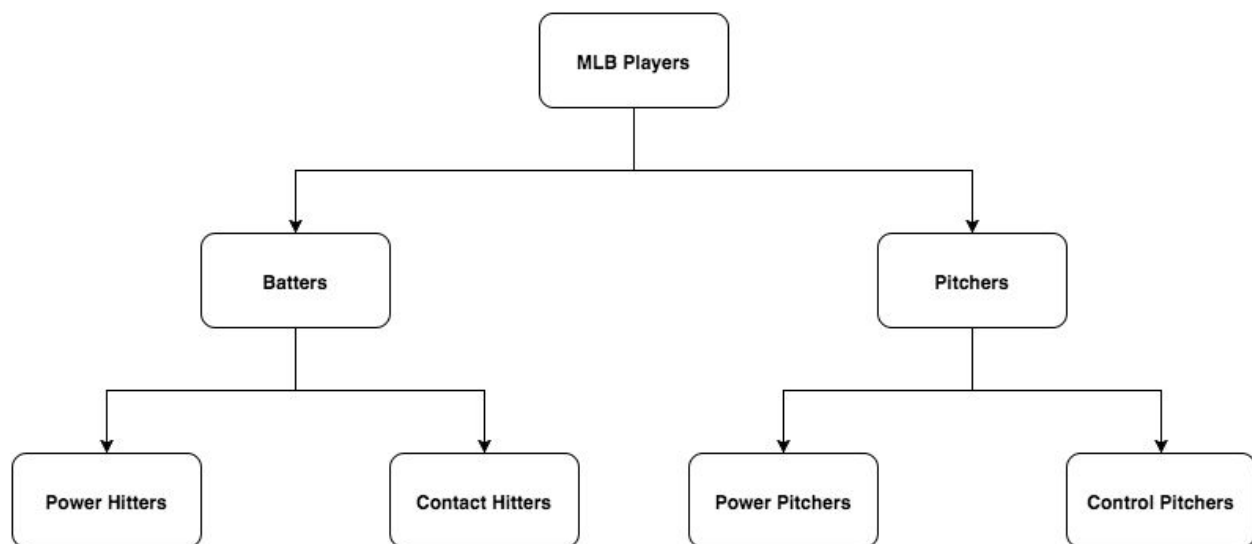 MLB Players
Batters
Pitchers
Power Hitters
Contact Hitters
Power Pitchers
Control Pitchers